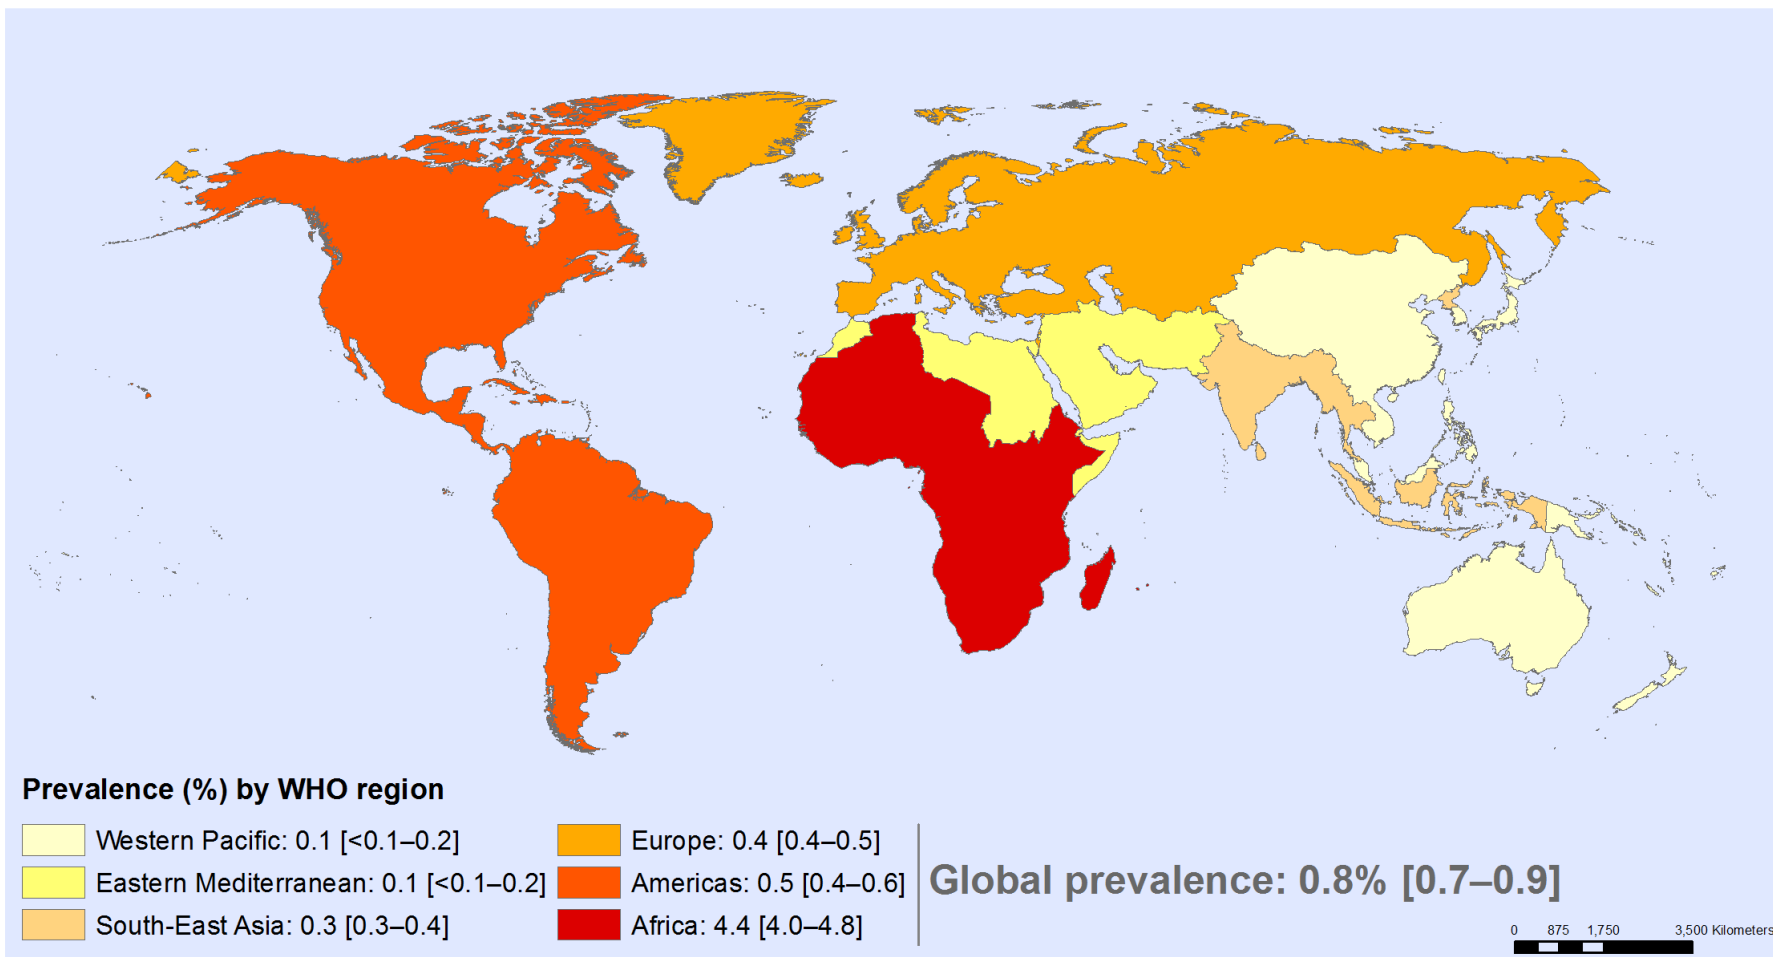 Prevalence (%) by WHO region
Western Pacific: 0.1 [<0.1–0.2]
Eastern Mediterranean: 0.1 [<0.1–0.2]
South-East Asia: 0.3 [0.3–0.4]
Europe: 0.4 [0.4–0.5]
Americas: 0.5 [0.4–0.6]
Africa: 4.4 [4.0–4.8]
Global prevalence: 0.8% [0.7–0.9]
0 875 1,750 3,500 Kilometers